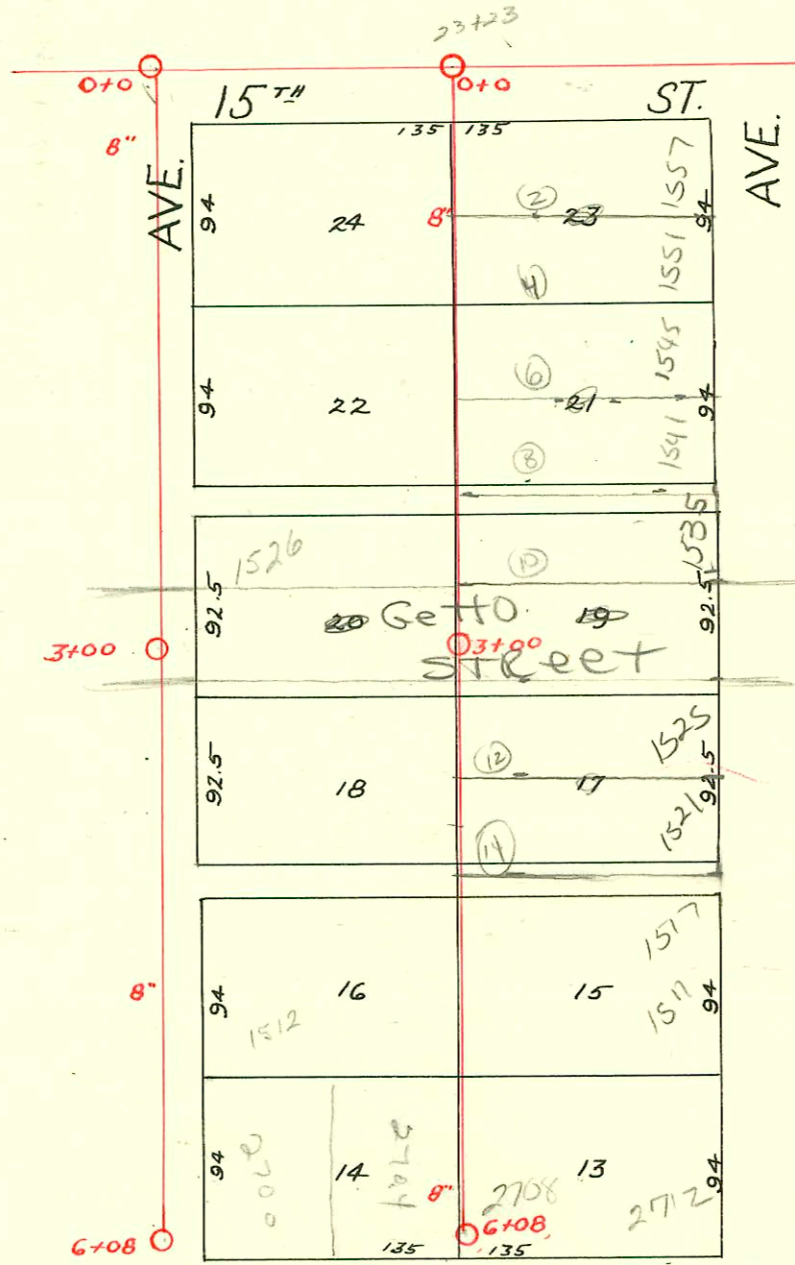 23+23
0+0 0+0
15TH ST.
8"
135 135
AVE. AVE.
94 24 8" 2 23 94 1557
4 1551
94 22 6 21 94 1545
8 1541
1526 10 1535
92.5 20 Getto 19 92.5
3+00 3+00
Street
12 1525
92.5 18 17 92.5
14 1521
1517
8" 94 16 15 94
1512 1511
2700 2704
94 14 13 94
8" 2708 2712
6+08 6+08
135 135